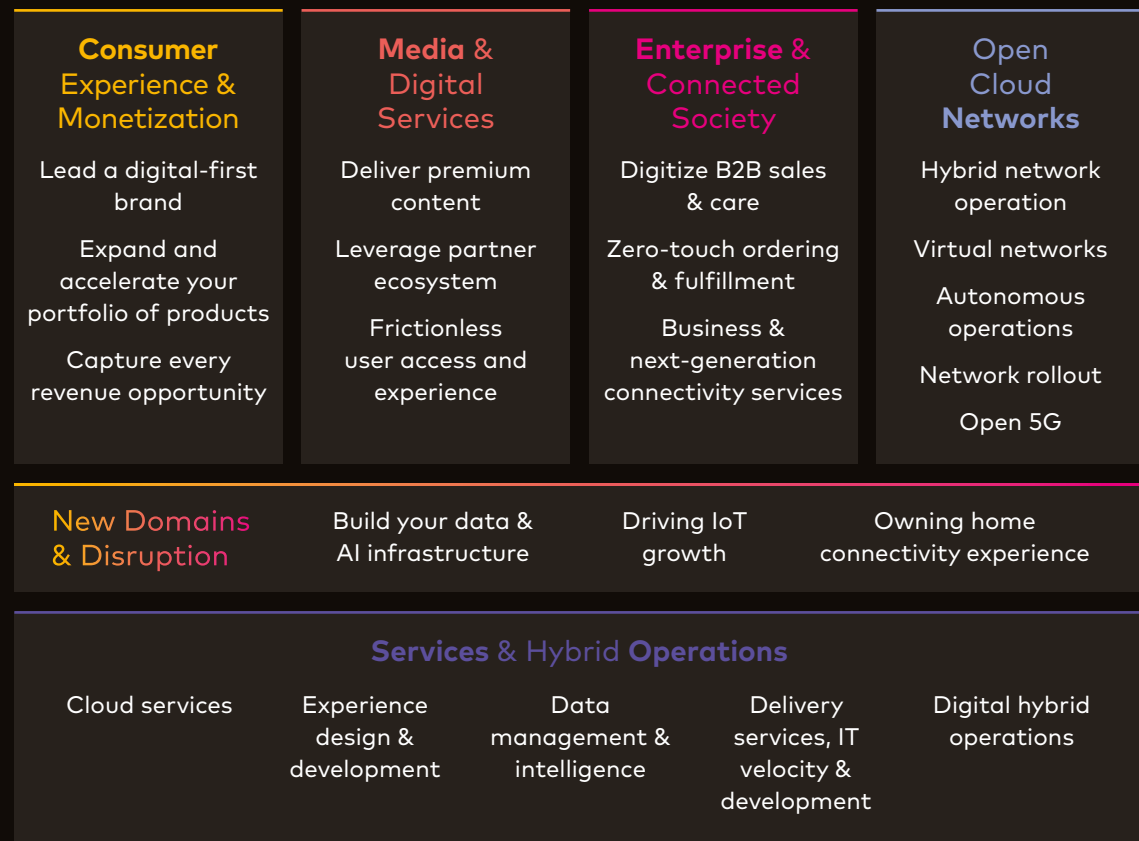 Consumer
Experience &
Monetization
Lead a digital-first
brand
Expand and
accelerate your
portfolio of products
Capture every
revenue opportunity
Media &
Digital
Services
Deliver premium
content
Leverage partner
ecosystem
Frictionless
user access and
experience
Enterprise &
Connected
Society
Digitize B2B sales
& care
Zero-touch ordering
& fulfillment
Business &
next-generation
connectivity services
Open
Cloud
Networks
Hybrid network
operation
Virtual networks
Autonomous
operations
Network rollout
Open 5G
New Domains
& Disruption
Build your data &
AI infrastructure
Driving IoT
growth
Owning home
connectivity experience
Services & Hybrid Operations
Cloud services
Experience
design &
development
Data
management &
intelligence
Delivery
services, IT
velocity &
development
Digital hybrid
operations